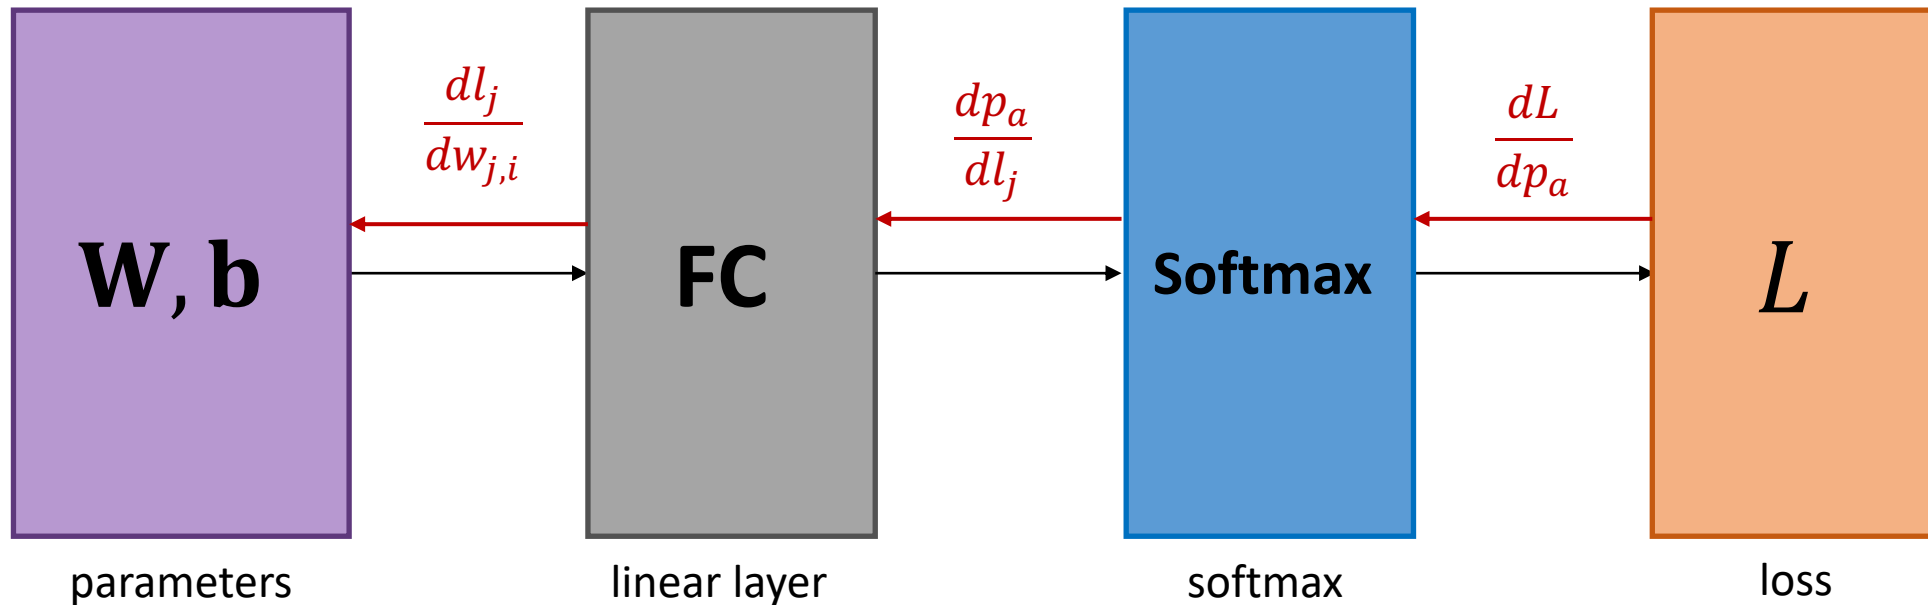 dl_j / dw_{j,i}
dp_a / dl_j
dL / dp_a
W, b
FC
Softmax
L
parameters
linear layer
softmax
loss